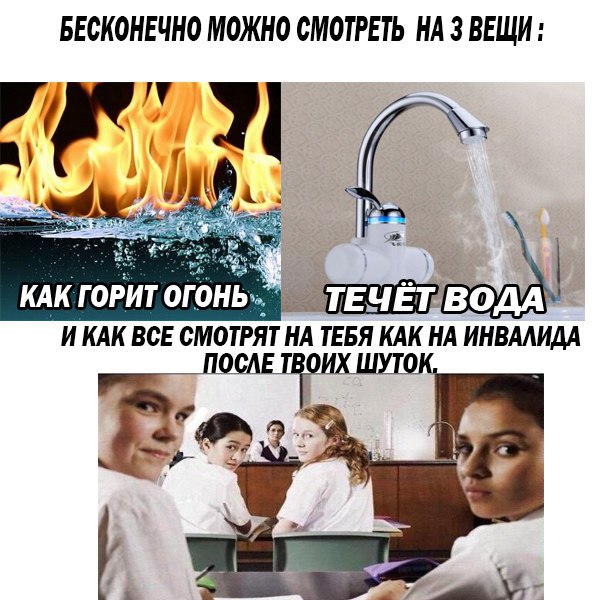 БЕСКОНЕЧНО МОЖНО СМОТРЕТЬ НА 3 ВЕЩИ :
КАК ГОРИТ ОГОНЬ
ТЕЧЁТ ВОДА
И КАК ВСЕ СМОТРЯТ НА ТЕБЯ КАК НА ИНВАЛИДА
ПОСЛЕ ТВОИХ ШУТОК.